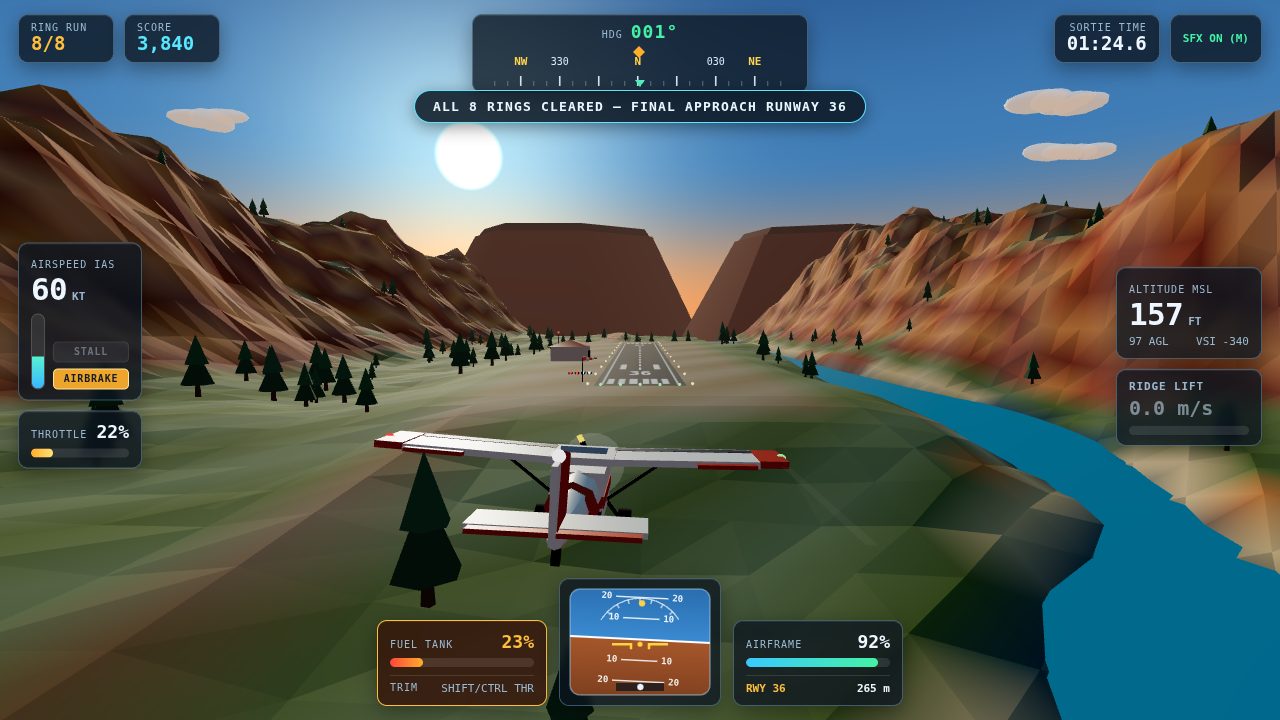 RING RUN
8/8
SCORE
3,840
HDG 001°
NW 330 N 030 NE
ALL 8 RINGS CLEARED — FINAL APPROACH RUNWAY 36
SORTIE TIME
01:24.6
SFX ON (M)
AIRSPEED IAS
60 KT
STALL
AIRBRAKE
THROTTLE 22%
ALTITUDE MSL
157 FT
97 AGL VSI -340
RIDGE LIFT
0.0 m/s
36
FUEL TANK 23%
TRIM SHIFT/CTRL THR
20 20
10 10
10 10
20 20
AIRFRAME 92%
RWY 36 265 m